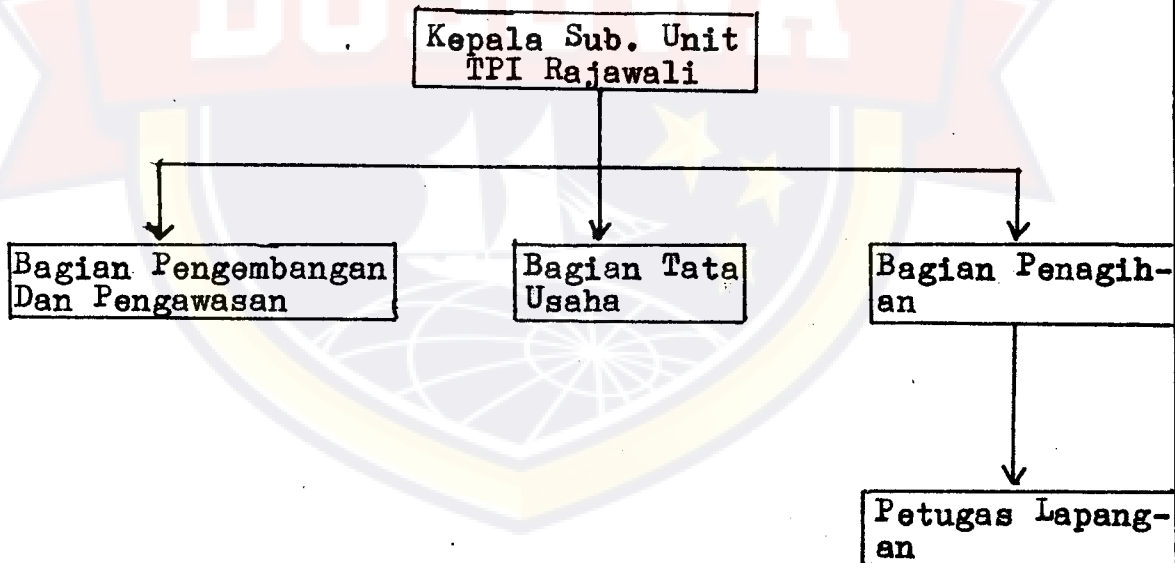 Kepala Sub. Unit
TPI Rajawali
Bagian Pengembangan
Dan Pengawasan
Bagian Tata
Usaha
Bagian Penagih-
an
Petugas Lapang-
an